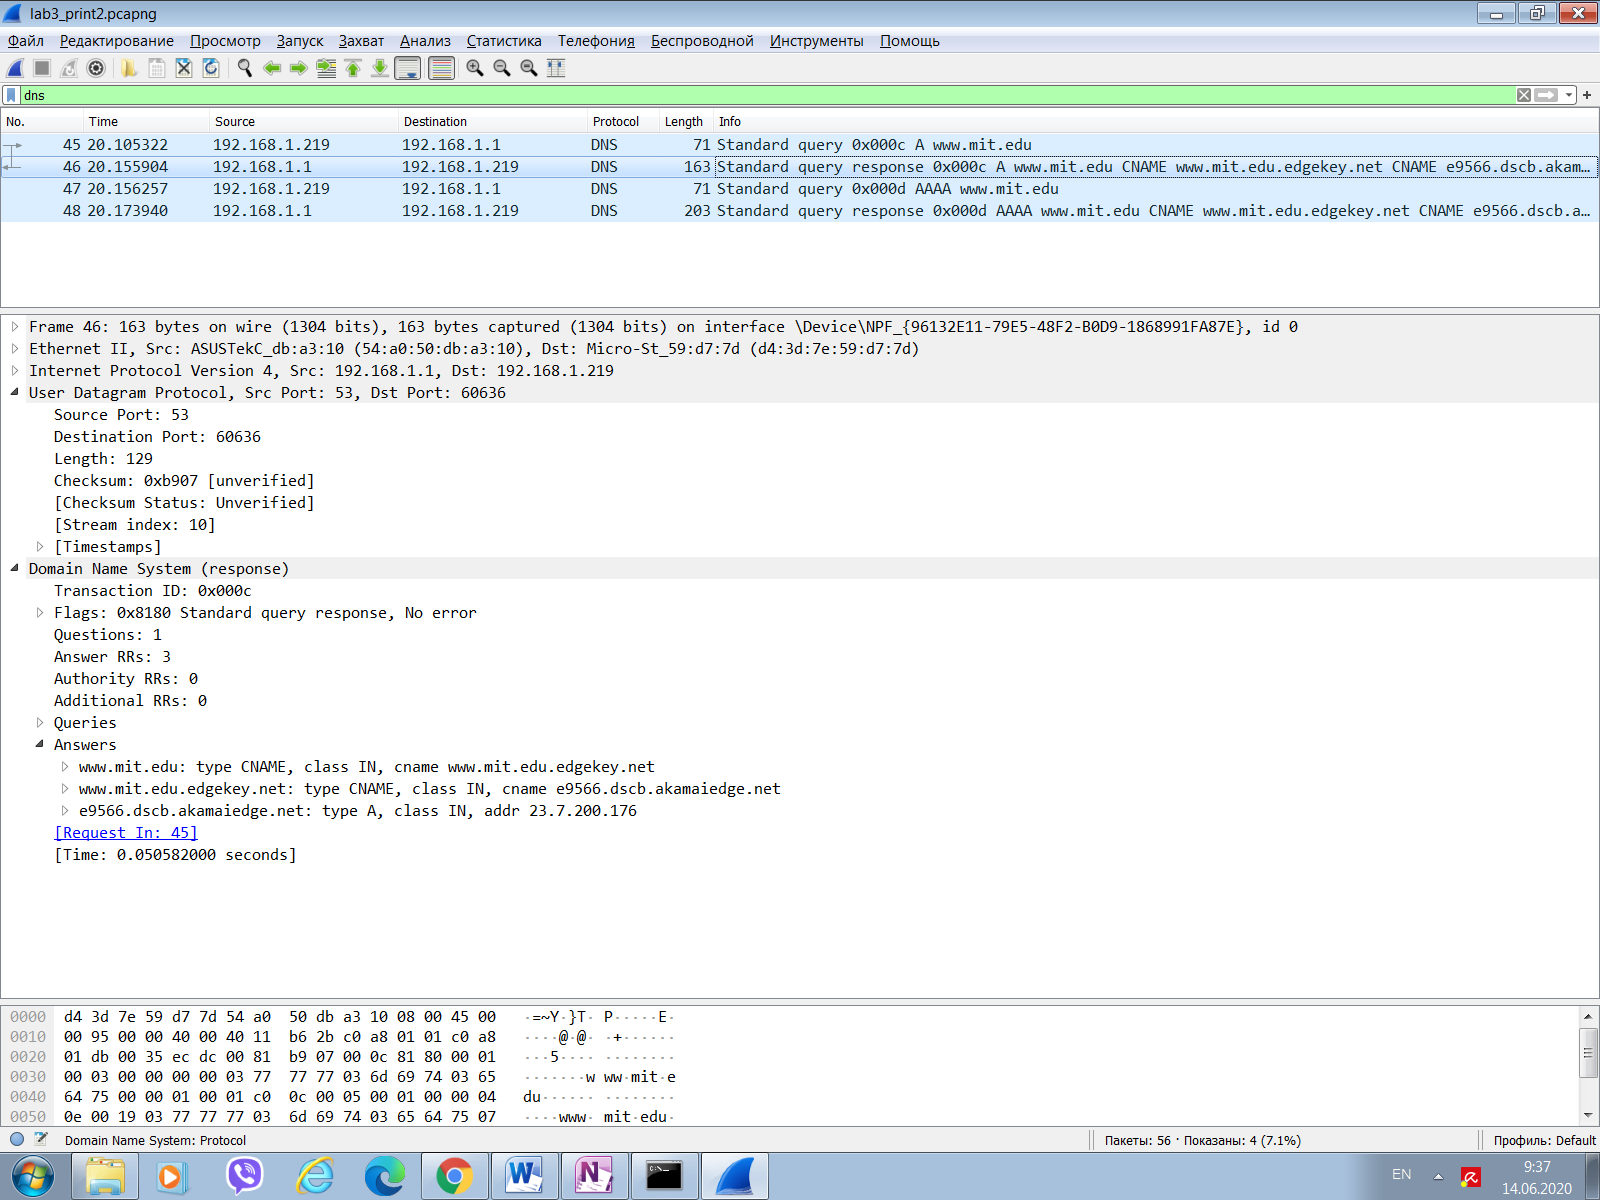 lab3_print2.pcapng
Файл Редактирование Просмотр Запуск Захват Анализ Статистика Телефония Беспроводной Инструменты Помощь
dns
No. Time Source Destination Protocol Length Info
45 20.105322 192.168.1.219 192.168.1.1 DNS 71 Standard query 0x000c A www.mit.edu
46 20.155904 192.168.1.1 192.168.1.219 DNS 163 Standard query response 0x000c A www.mit.edu CNAME www.mit.edu.edgekey.net CNAME e9566.dscb.akam...
47 20.156257 192.168.1.219 192.168.1.1 DNS 71 Standard query 0x000d AAAA www.mit.edu
48 20.173940 192.168.1.1 192.168.1.219 DNS 203 Standard query response 0x000d AAAA www.mit.edu CNAME www.mit.edu.edgekey.net CNAME e9566.dscb.a...
Frame 46: 163 bytes on wire (1304 bits), 163 bytes captured (1304 bits) on interface \Device\NPF_{96132E11-79E5-48F2-B0D9-1868991FA87E}, id 0
Ethernet II, Src: ASUSTekC_db:a3:10 (54:a0:50:db:a3:10), Dst: Micro-St_59:d7:7d (d4:3d:7e:59:d7:7d)
Internet Protocol Version 4, Src: 192.168.1.1, Dst: 192.168.1.219
User Datagram Protocol, Src Port: 53, Dst Port: 60636
Source Port: 53
Destination Port: 60636
Length: 129
Checksum: 0xb907 [unverified]
[Checksum Status: Unverified]
[Stream index: 10]
[Timestamps]
Domain Name System (response)
Transaction ID: 0x000c
Flags: 0x8180 Standard query response, No error
Questions: 1
Answer RRs: 3
Authority RRs: 0
Additional RRs: 0
Queries
Answers
www.mit.edu: type CNAME, class IN, cname www.mit.edu.edgekey.net
www.mit.edu.edgekey.net: type CNAME, class IN, cname e9566.dscb.akamaiedge.net
e9566.dscb.akamaiedge.net: type A, class IN, addr 23.7.200.176
[Request In: 45]
[Time: 0.050582000 seconds]
0000 d4 3d 7e 59 d7 7d 54 a0 50 db a3 10 08 00 45 00 ·=~Y·}T· P·····E·
0010 00 95 00 00 40 00 40 11 b6 2b c0 a8 01 01 c0 a8 ····@·@· ·+······
0020 01 db 00 35 ec dc 00 81 b9 07 00 0c 81 80 00 01 ···5···· ········
0030 00 03 00 00 00 00 03 77 77 77 03 6d 69 74 03 65 ·······w ww·mit·e
0040 64 75 00 00 01 00 01 c0 0c 00 05 00 01 00 00 04 du······ ········
0050 0e 00 19 03 77 77 77 03 6d 69 74 03 65 64 75 07 ····www· mit·edu·
Domain Name System: Protocol Пакеты: 56 · Показаны: 4 (7.1%) Профиль: Default
C:\_
EN
9:37
14.06.2020